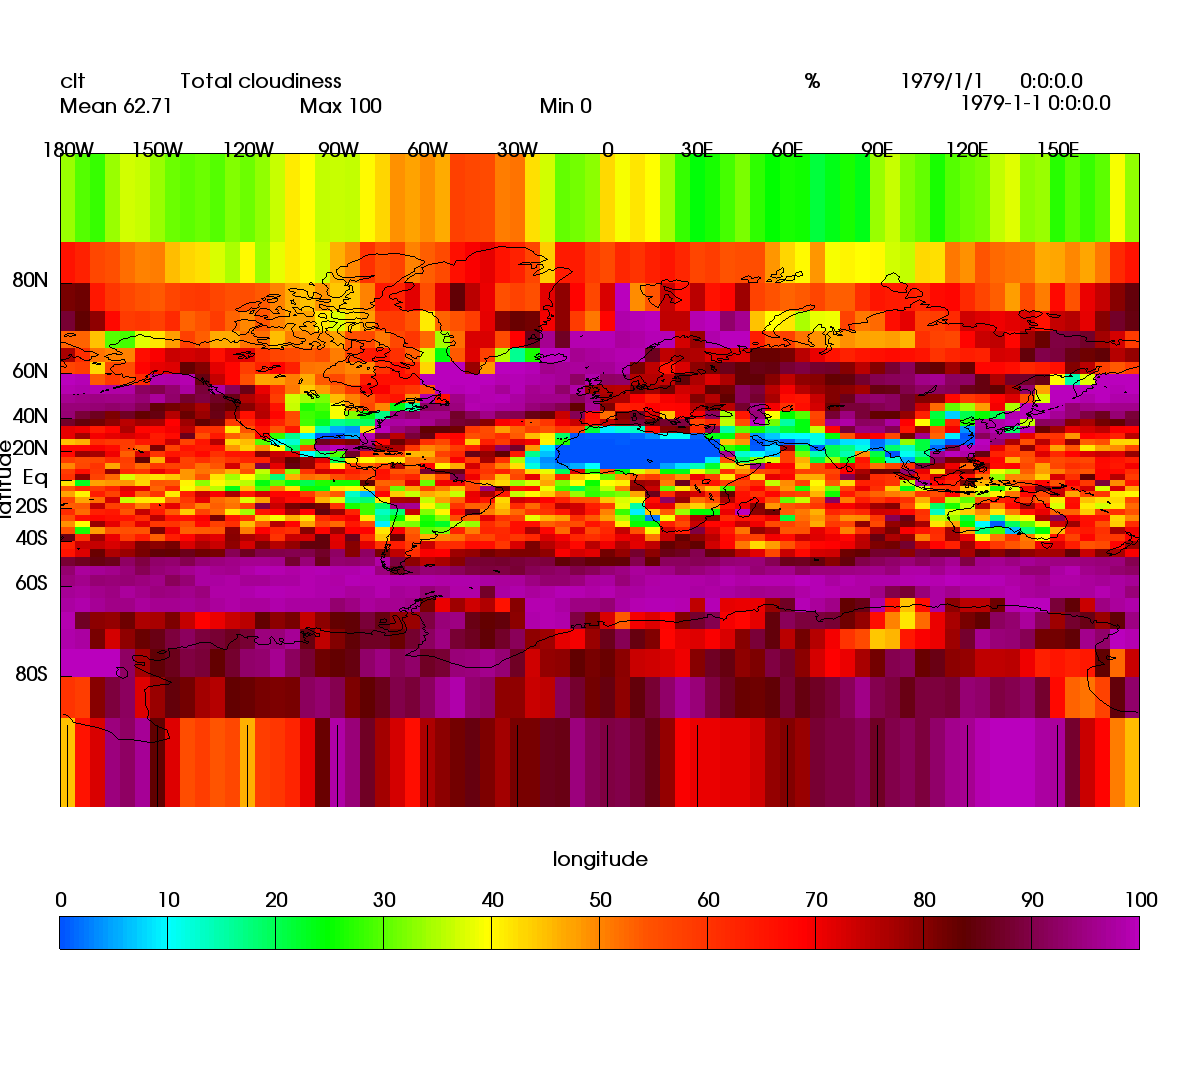 clt Total cloudiness % 1979/1/1 0:0:0.0
Mean 62.71 Max 100 Min 0 1979-1-1 0:0:0.0
180W 150W 120W 90W 60W 30W 0 30E 60E 90E 120E 150E
80N
60N
40N
20N
Eq
20S
40S
60S
80S
latitude
longitude
0 10 20 30 40 50 60 70 80 90 100